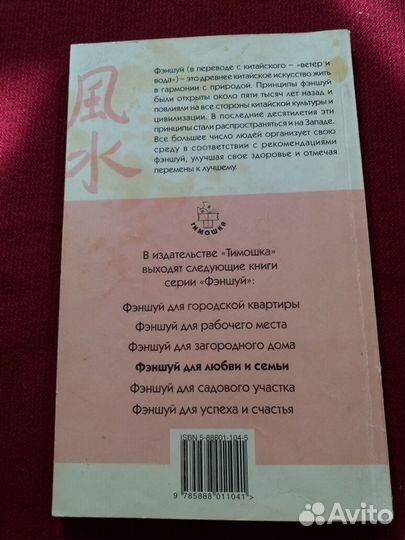 風水
Фэншуй (в переводе с китайского – «ветер и
вода») – это древнее китайское искусство жить
в гармонии с природой. Принципы фэншуй
были открыты около пяти тысяч лет назад и
повлияли на все стороны китайской культуры и
цивилизации. В последние десятилетия эти
принципы стали распространяться и на Западе.
Все большее число людей организует свою
среду в соответствии с рекомендациями
фэншуй, улучшая свое здоровье и отмечая
перемены к лучшему.
ТИМОШКА
В издательстве «Тимошка»
выходят следующие книги
серии «Фэншуй»:
Фэншуй для городской квартиры
Фэншуй для рабочего места
Фэншуй для загородного дома
Фэншуй для любви и семьи
Фэншуй для садового участка
Фэншуй для успеха и счастья
ISBN 5-88801-104-5
9 785888 011041 >
Avito